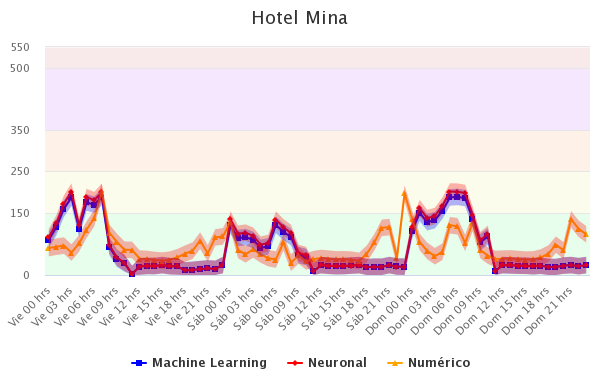 Hotel Mina
550
500
350
250
150
0
Vie 00 hrs
Vie 03 hrs
Vie 06 hrs
Vie 09 hrs
Vie 12 hrs
Vie 15 hrs
Vie 18 hrs
Vie 21 hrs
Sáb 00 hrs
Sáb 03 hrs
Sáb 06 hrs
Sáb 09 hrs
Sáb 12 hrs
Sáb 15 hrs
Sáb 18 hrs
Sáb 21 hrs
Dom 00 hrs
Dom 03 hrs
Dom 06 hrs
Dom 09 hrs
Dom 12 hrs
Dom 15 hrs
Dom 18 hrs
Dom 21 hrs
Machine Learning Neuronal Numérico